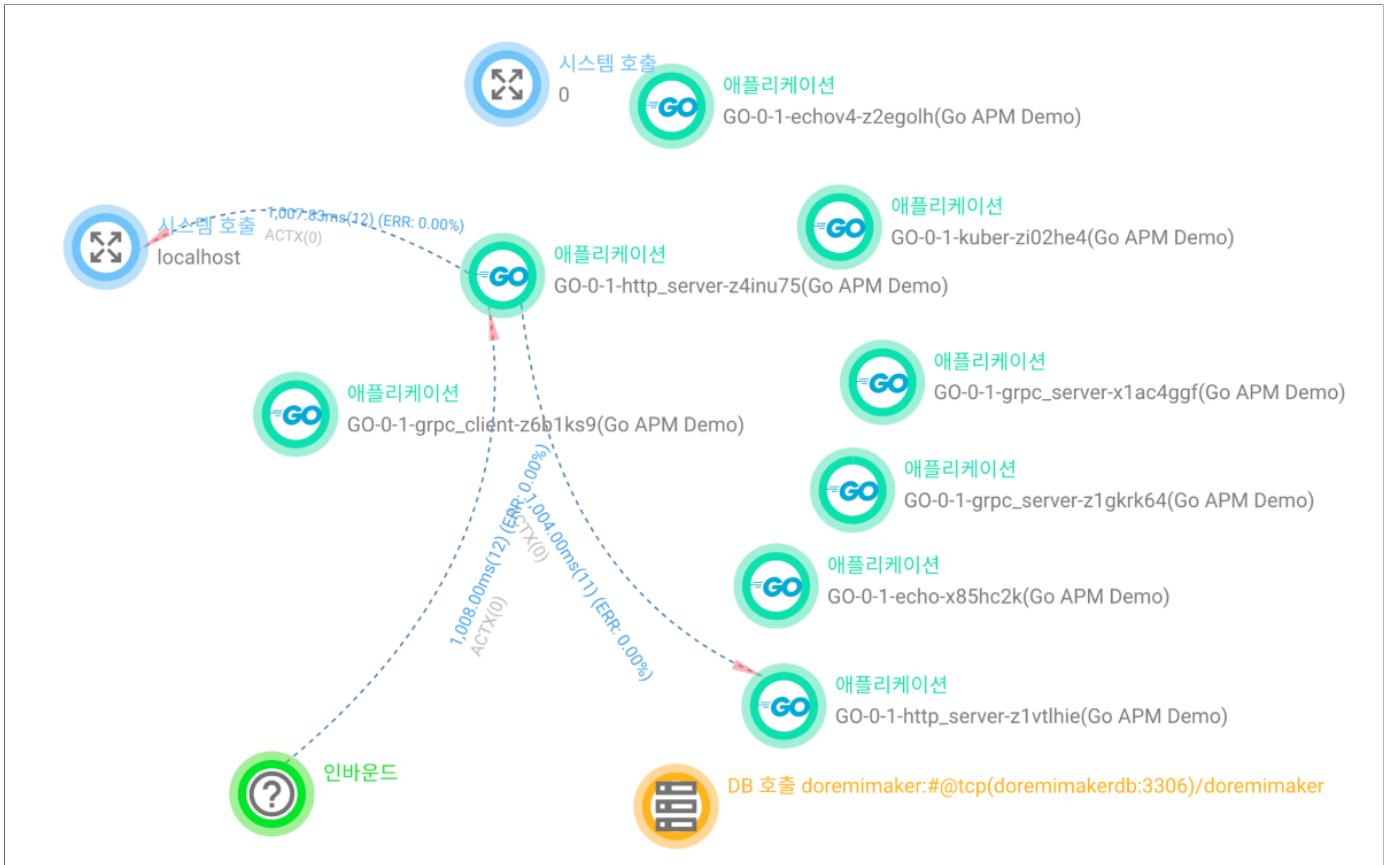 시스템 호출
0
GO
애플리케이션
GO-0-1-echov4-z2egolh(Go APM Demo)
GO
애플리케이션
GO-0-1-kuber-zi02he4(Go APM Demo)
시스템 호출
localhost
1,007.83ms(12) (ERR: 0.00%)
ACTX(0)
GO
애플리케이션
GO-0-1-http_server-z4inu75(Go APM Demo)
GO
애플리케이션
GO-0-1-grpc_server-x1ac4ggf(Go APM Demo)
GO
애플리케이션
GO-0-1-grpc_client-z6b1ks9(Go APM Demo)
GO
애플리케이션
GO-0-1-grpc_server-z1gkrk64(Go APM Demo)
1,008.00ms(12) (ERR: 0.00%)
ACTX(0)
1,004.00ms(11) (ERR: 0.00%)
ACTX(0)
GO
애플리케이션
GO-0-1-echo-x85hc2k(Go APM Demo)
GO
애플리케이션
GO-0-1-http_server-z1vtlhie(Go APM Demo)
?
인바운드
DB 호출 doremimaker:#@tcp(doremimakerdb:3306)/doremimaker